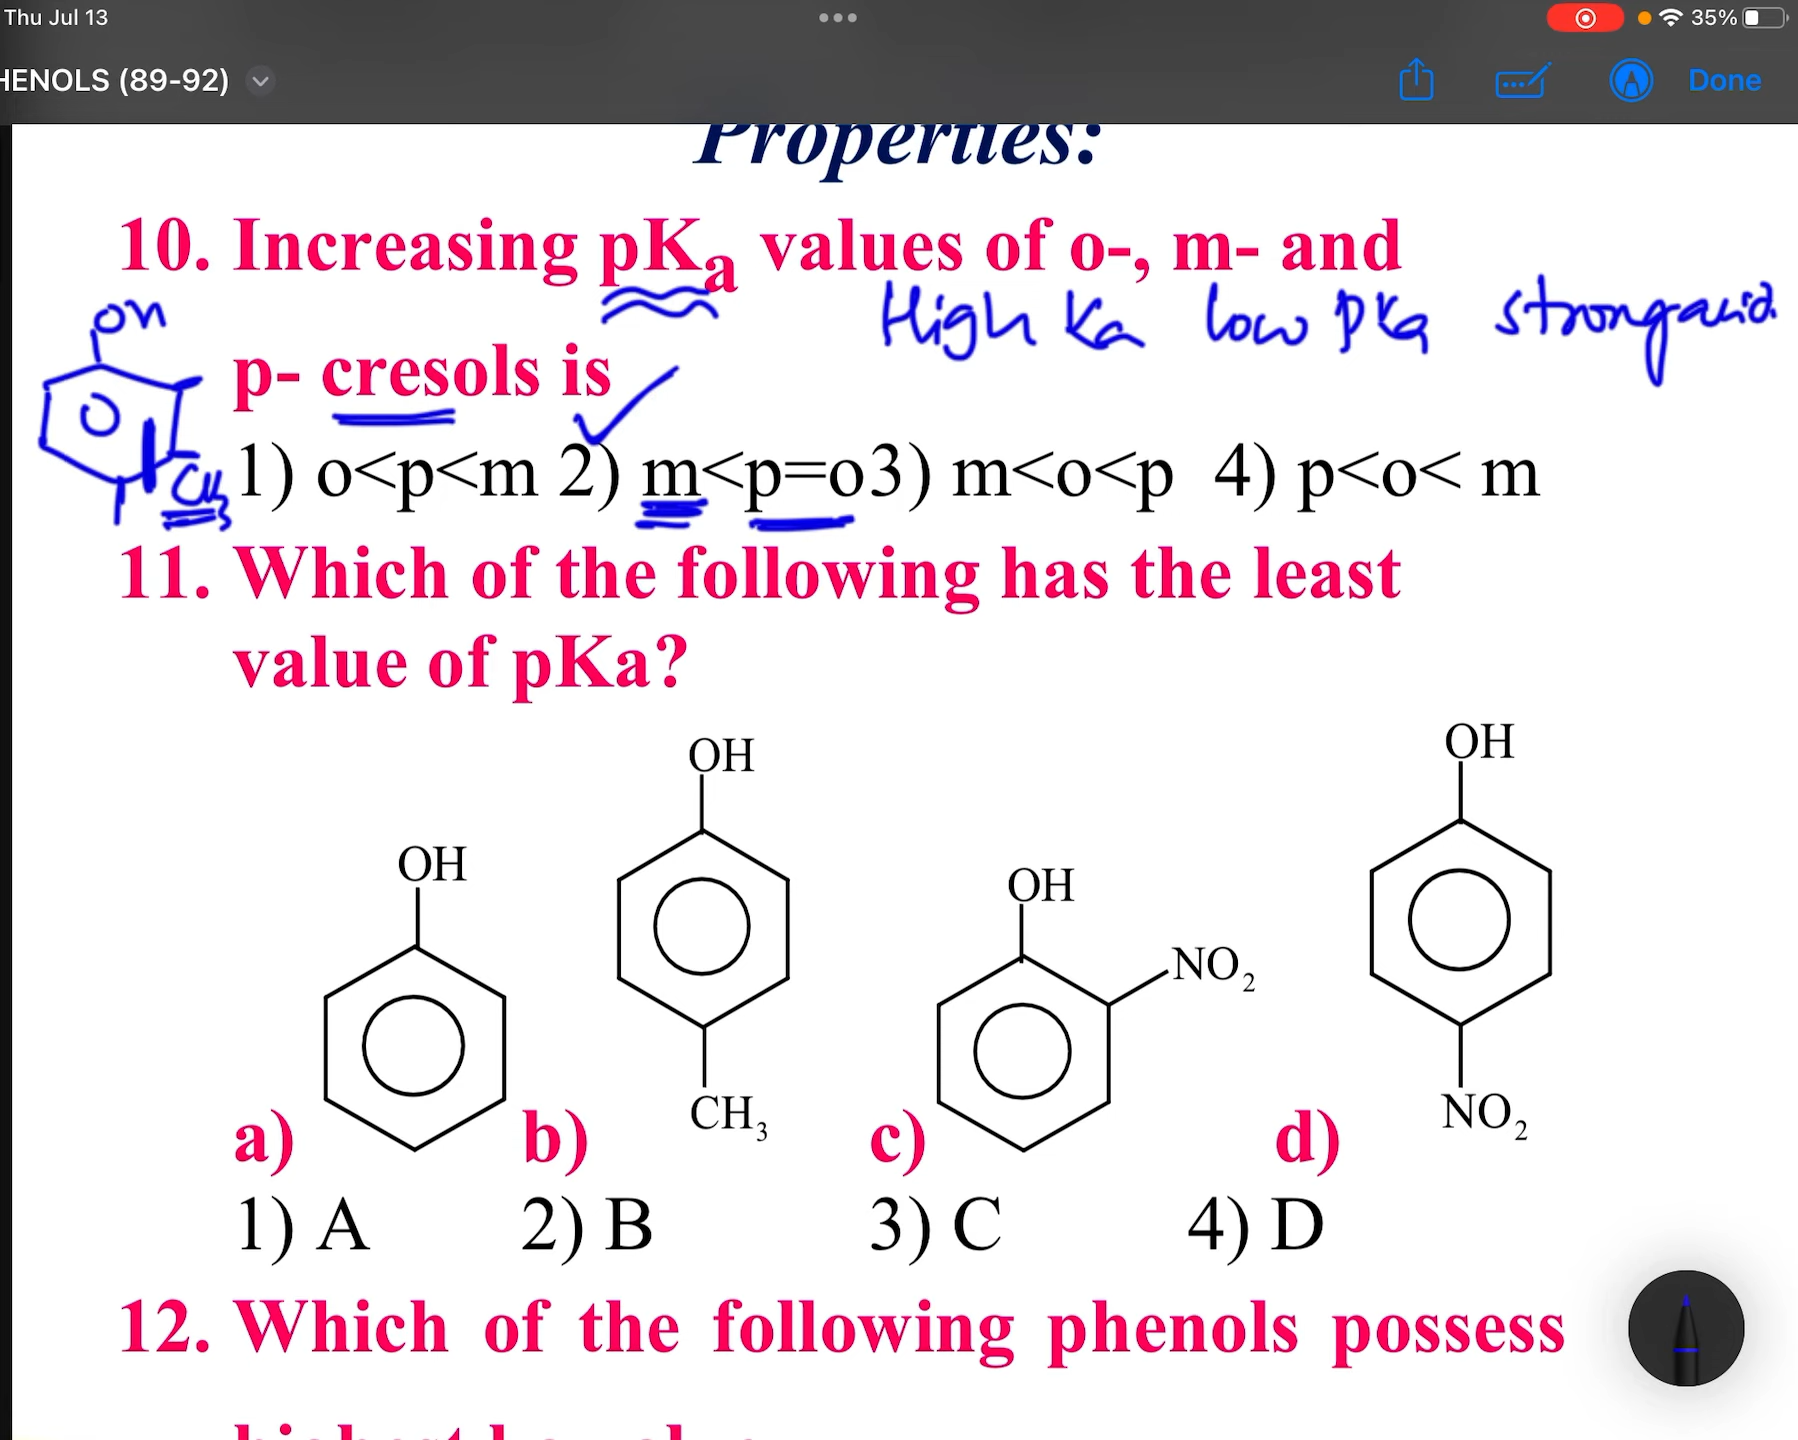 Thu Jul 13
35%
HENOLS (89-92)
Done
Properties:
10. Increasing pKa values of o-, m- and
High Ka low pKa strong acid.
OH
p- cresols is
CH3
1) o<p<m 2) m<p=o 3) m<o<p 4) p<o< m
11. Which of the following has the least
value of pKa?
OH
OH
OH
OH
NO2
CH3
NO2
a) b) c) d)
1) A 2) B 3) C 4) D
12. Which of the following phenols possess